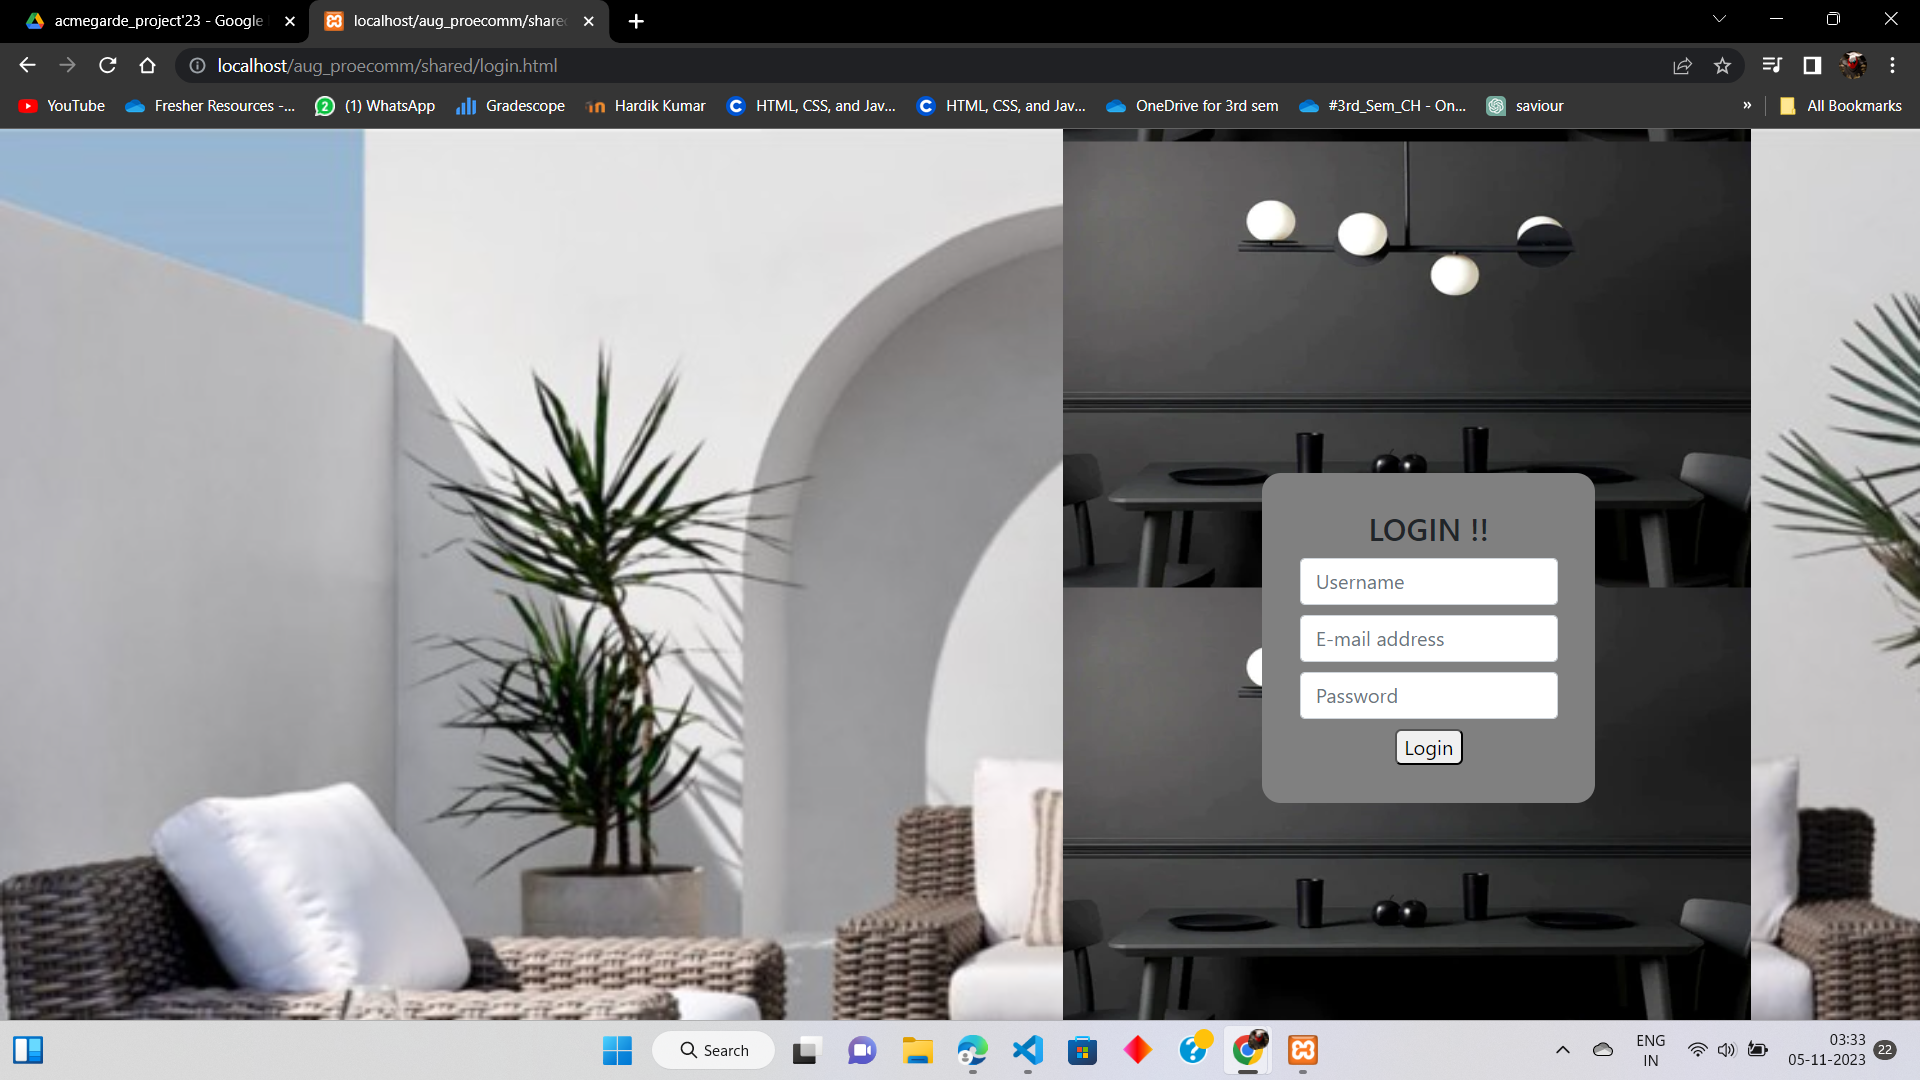 acmegarde_project'23 - Google
localhost/aug_proecomm/share
localhost/aug_proecomm/shared/login.html
YouTube
Fresher Resources -...
2
(1) WhatsApp
Gradescope
in
Hardik Kumar
C
HTML, CSS, and Jav...
C
HTML, CSS, and Jav...
OneDrive for 3rd sem
#3rd_Sem_CH - On...
saviour
»
All Bookmarks
LOGIN !!
Username
E-mail address
Password
Login
Search
ENG
IN
03:33
05-11-2023
22